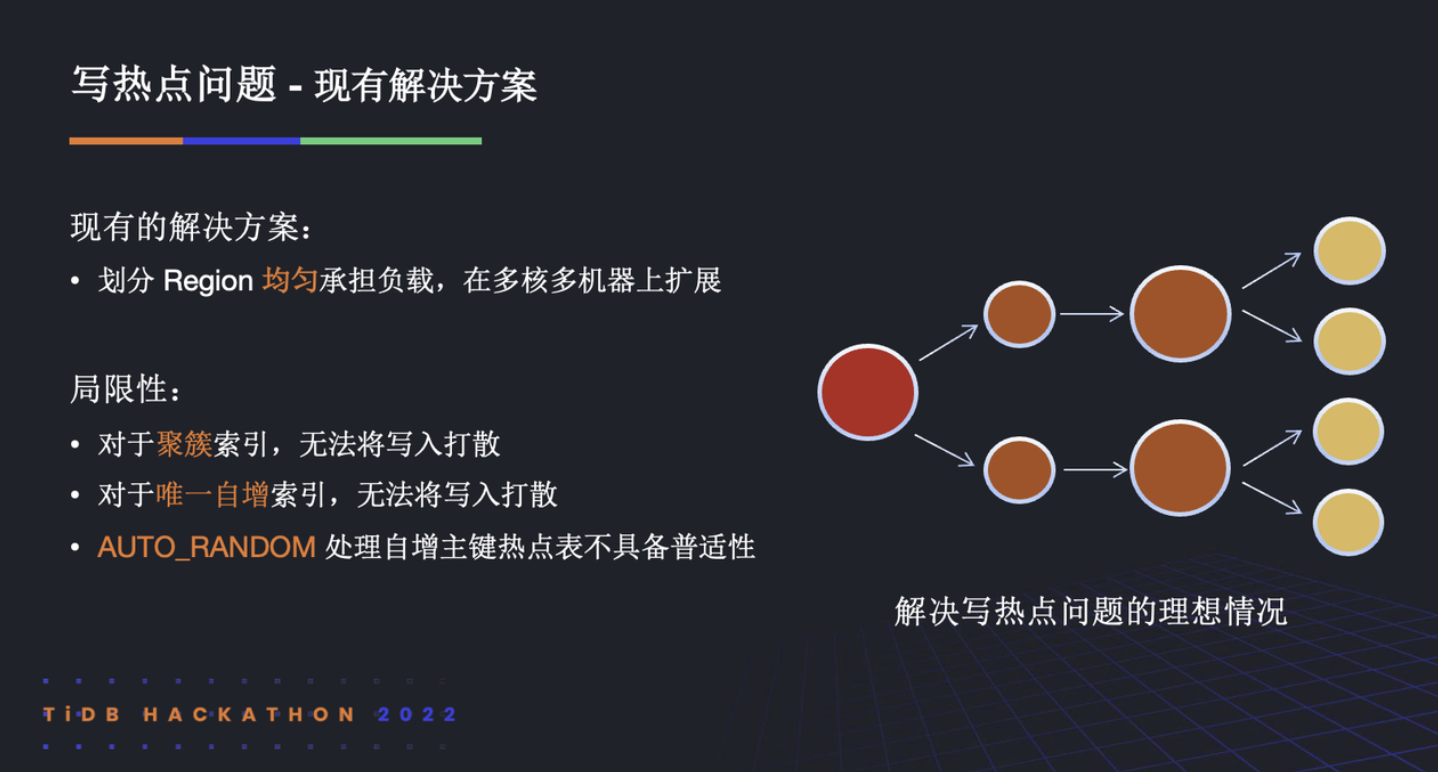 写热点问题 - 现有解决方案
现有的解决方案：
• 划分 Region 均匀承担负载，在多核多机器上扩展
局限性：
• 对于聚簇索引，无法将写入打散
• 对于唯一自增索引，无法将写入打散
• AUTO_RANDOM 处理自增主键热点表不具备普适性
解决写热点问题的理想情况
TiDB HACKATHON 2022